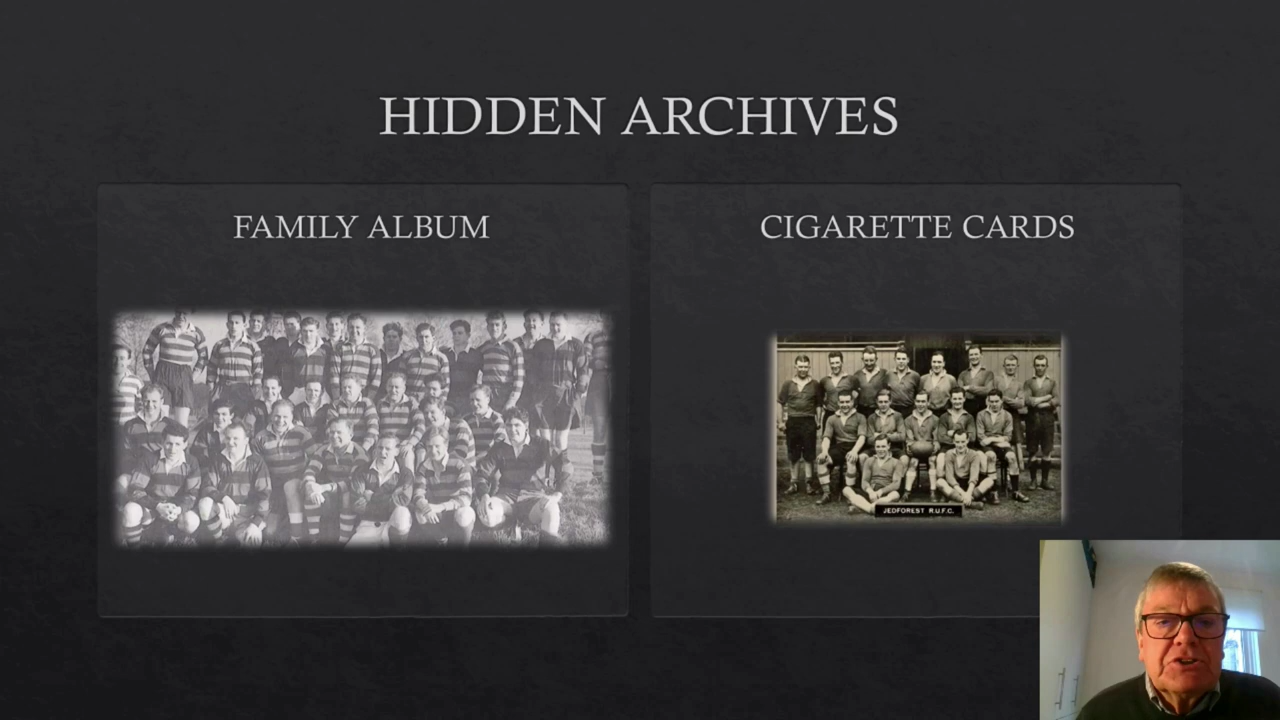 HIDDEN ARCHIVES
FAMILY ALBUM
CIGARETTE CARDS
JEDFOREST R.U.F.C.